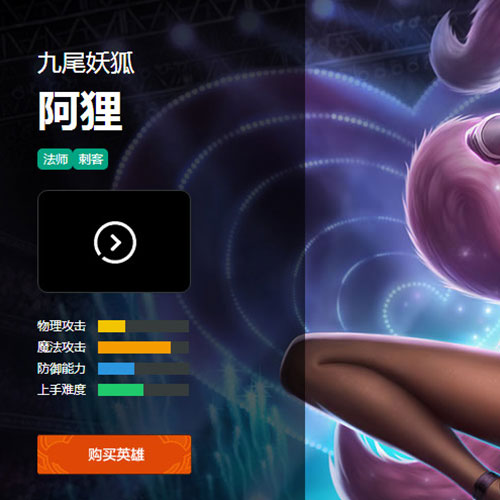 九尾妖狐
阿狸
法师 刺客
物理攻击
魔法攻击
防御能力
上手难度
购买英雄